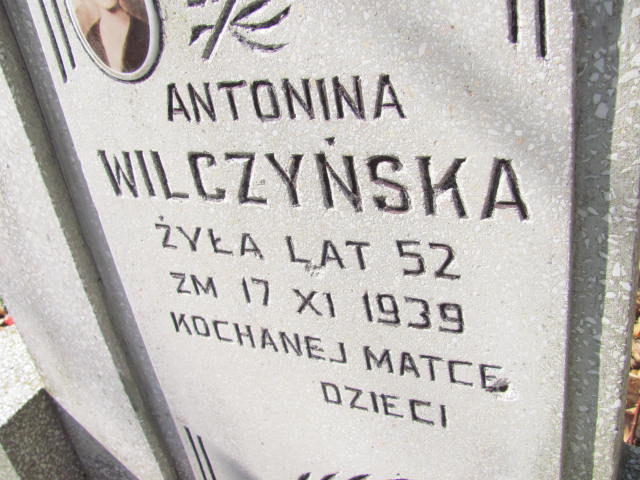 ANTONINA
WILCZYŃSKA
ŻYŁA LAT 52
ZM 17 XI 1939
KOCHANEJ MATCE
DZIECI